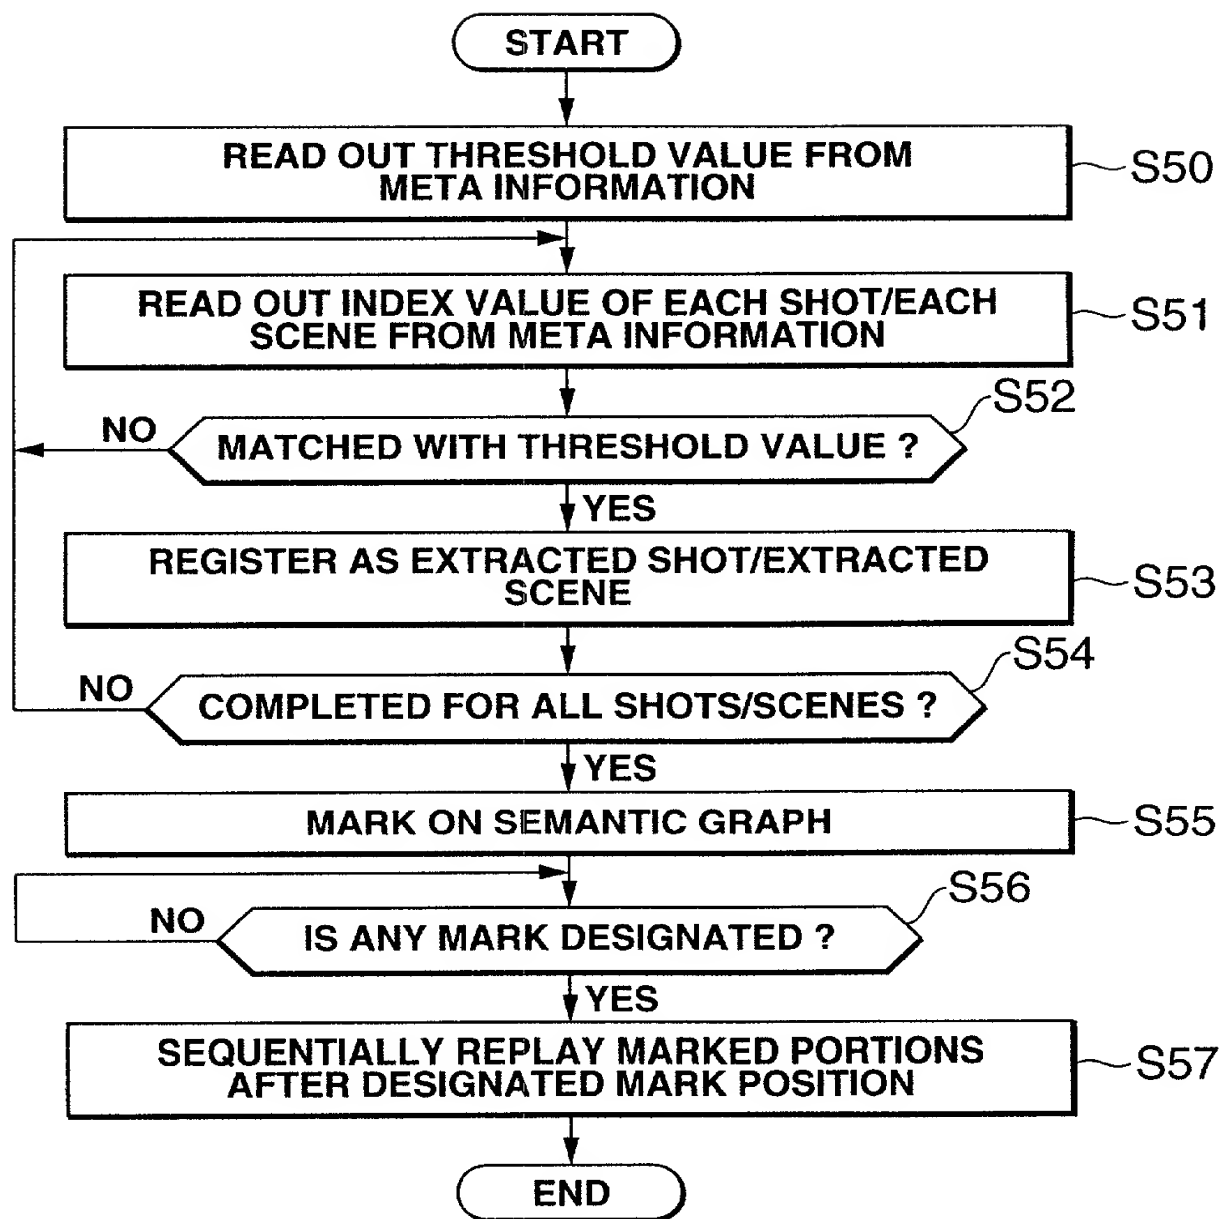 START
READ OUT THRESHOLD VALUE FROM
META INFORMATION
S50
READ OUT INDEX VALUE OF EACH SHOT/EACH
SCENE FROM META INFORMATION
S51
S52
NO
MATCHED WITH THRESHOLD VALUE ?
YES
REGISTER AS EXTRACTED SHOT/EXTRACTED
SCENE
S53
S54
NO
COMPLETED FOR ALL SHOTS/SCENES ?
YES
MARK ON SEMANTIC GRAPH
S55
S56
NO
IS ANY MARK DESIGNATED ?
YES
SEQUENTIALLY REPLAY MARKED PORTIONS
AFTER DESIGNATED MARK POSITION
S57
END